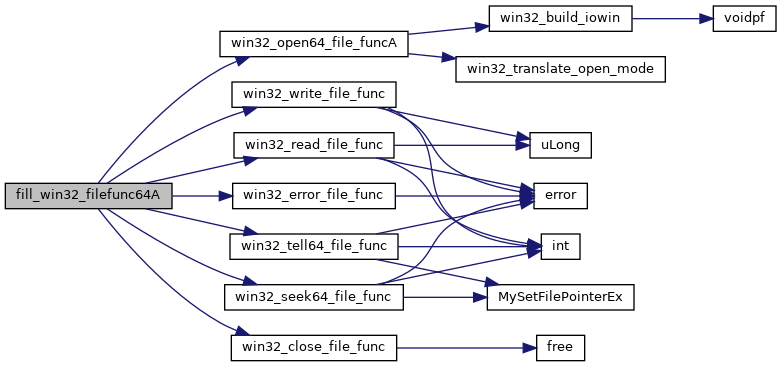 fill_win32_filefunc64A
win32_open64_file_funcA
win32_write_file_func
win32_read_file_func
win32_error_file_func
win32_tell64_file_func
win32_seek64_file_func
win32_close_file_func
win32_build_iowin
win32_translate_open_mode
uLong
error
int
MySetFilePointerEx
free
voidpf